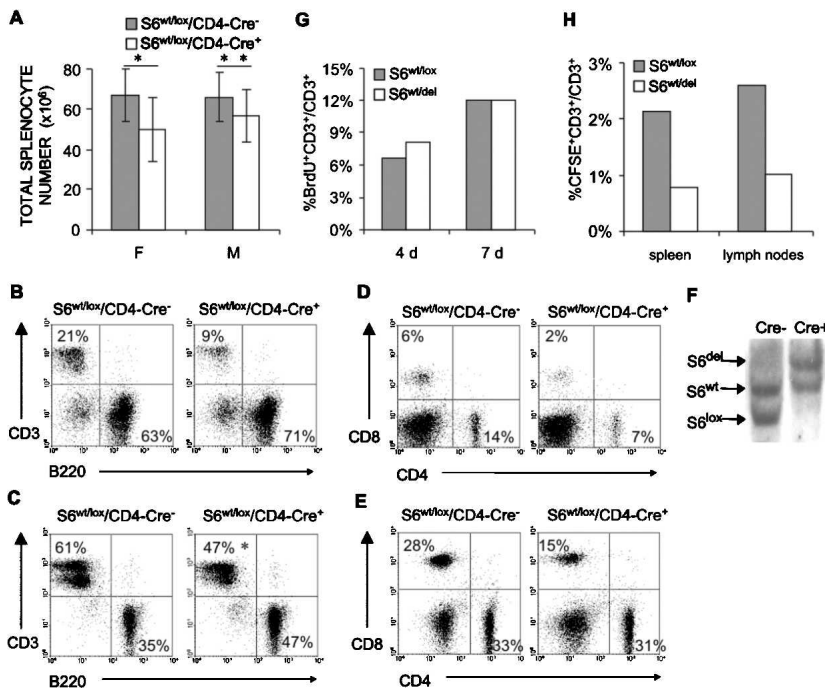 A
S6wt/lox/CD4-Cre-
S6wt/lox/CD4-Cre+
*
* *
TOTAL SPLENOCYTE
NUMBER (x10⁶)
80
60
40
20
0
F
M
G
S6wt/lox
S6wt/del
%BrdU+CD3+/CD3+
15%
12%
9%
6%
3%
0%
4 d
7 d
H
S6wt/lox
S6wt/del
%CFSE+CD3+/CD3+
3%
2%
1%
0%
spleen
lymph nodes
B
S6wt/lox/CD4-Cre-
S6wt/lox/CD4-Cre+
21%
9%
63%
71%
CD3
B220
D
S6wt/lox/CD4-Cre-
S6wt/lox/CD4-Cre+
6%
2%
14%
7%
CD8
CD4
F
Cre-
Cre+
S6del
S6wt
S6lox
C
S6wt/lox/CD4-Cre-
S6wt/lox/CD4-Cre+
61%
47% *
35%
47%
CD3
B220
E
S6wt/lox/CD4-Cre-
S6wt/lox/CD4-Cre+
28%
15%
33%
31%
CD8
CD4